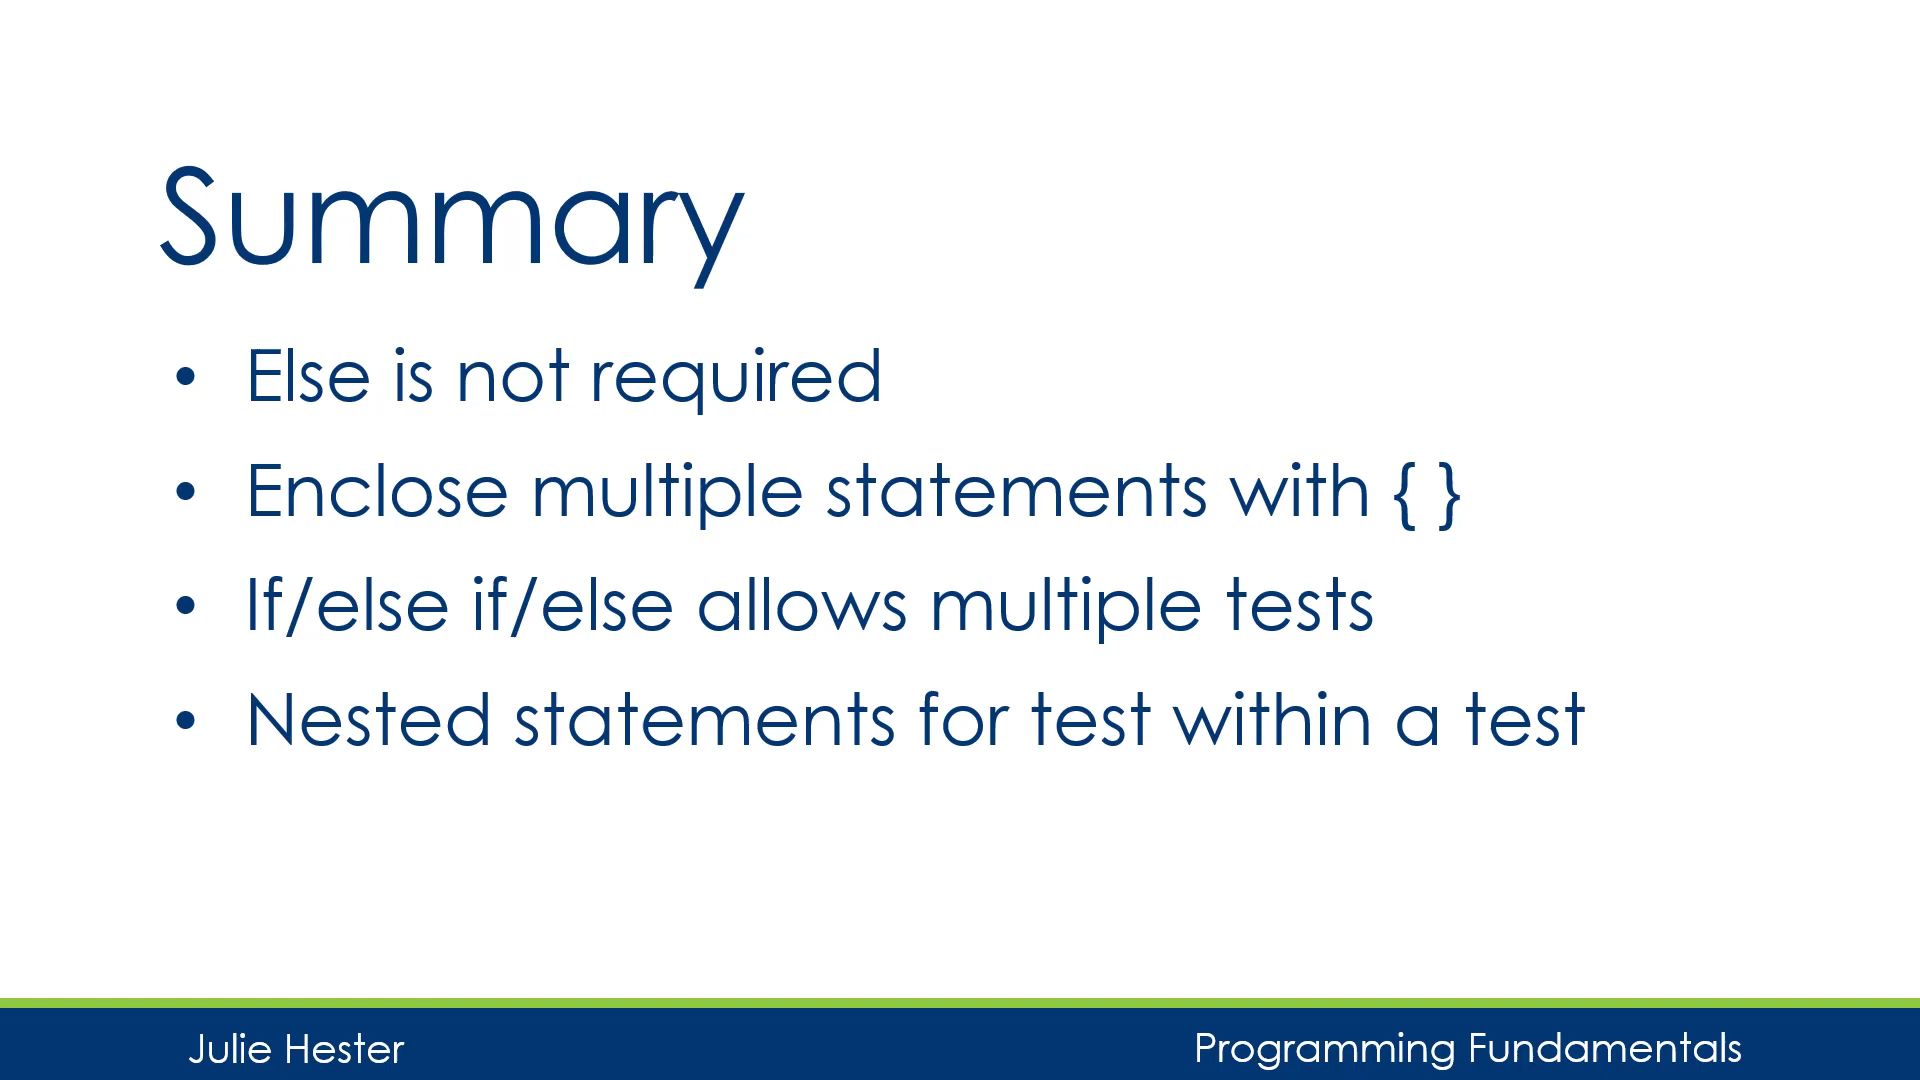 Summary
• Else is not required
• Enclose multiple statements with { }
• If/else if/else allows multiple tests
• Nested statements for test within a test
Julie Hester
Programming Fundamentals